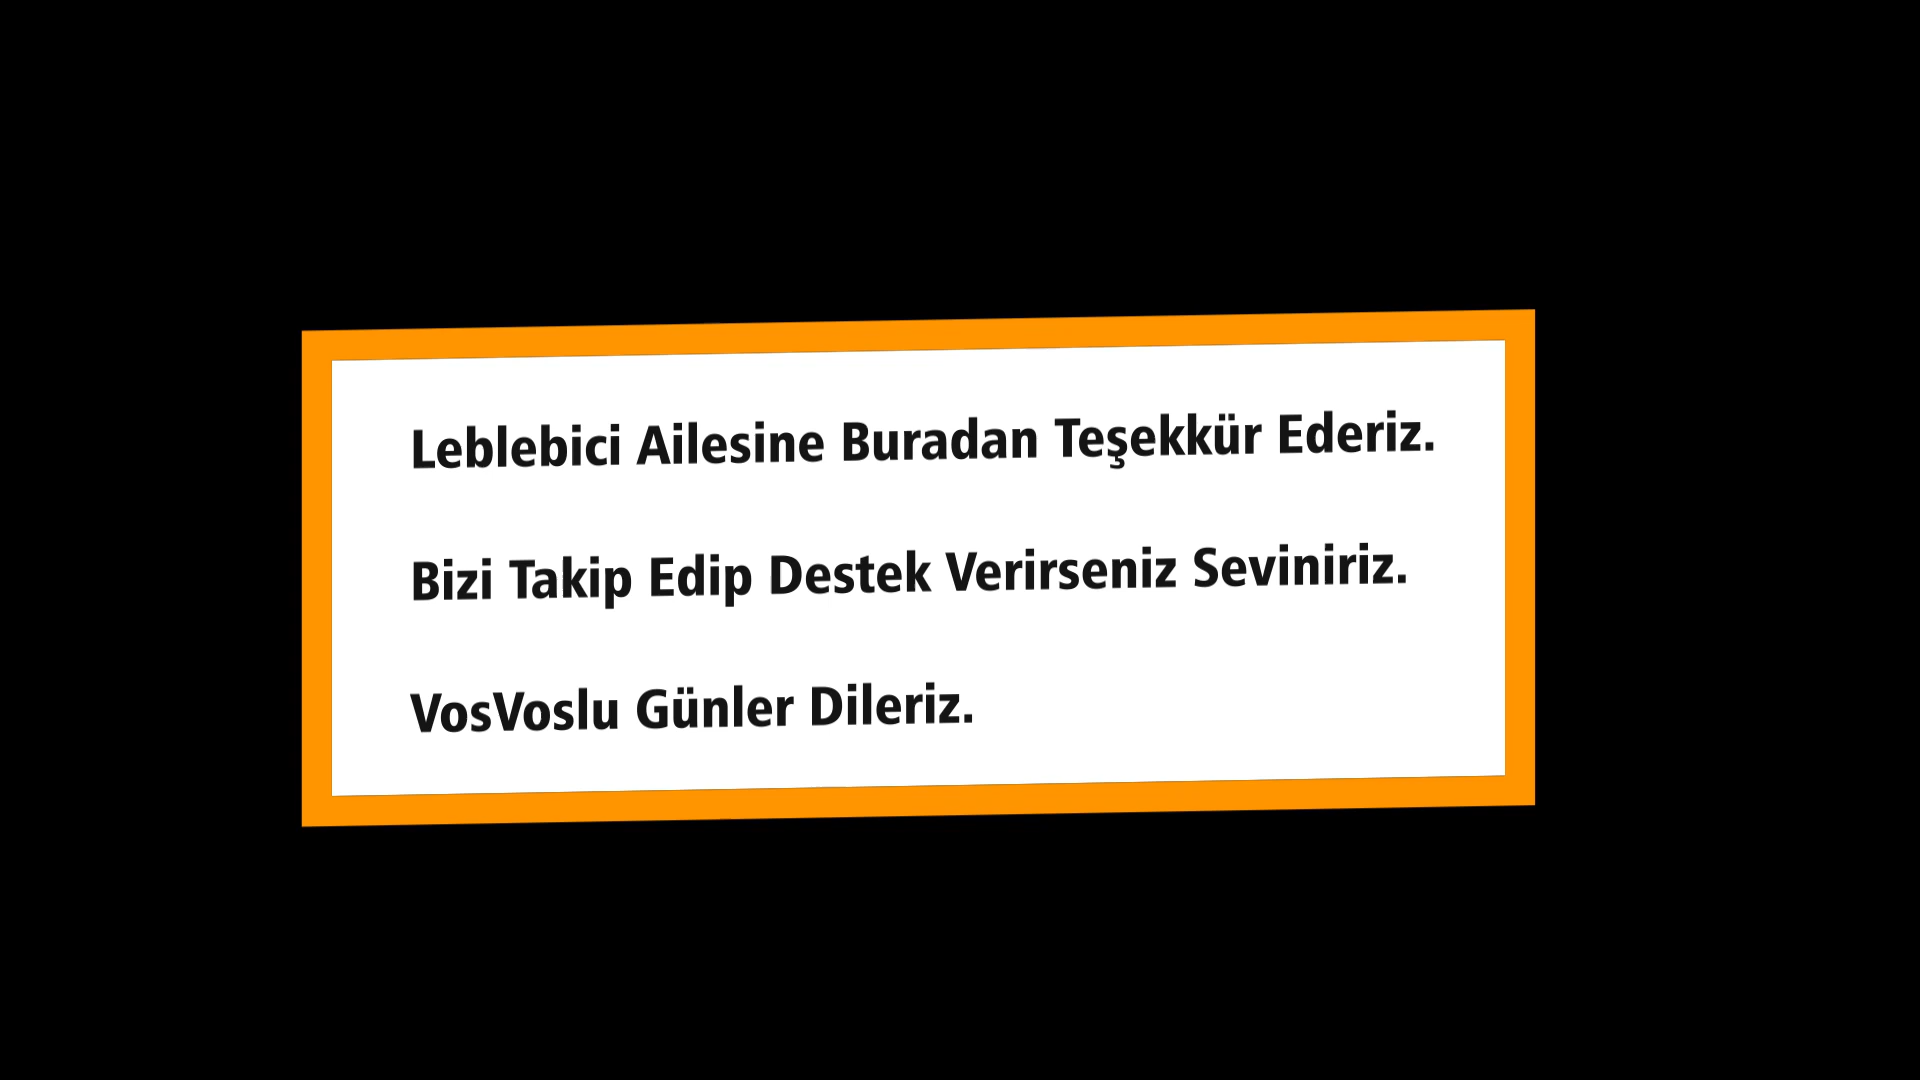 Leblebici Ailesine Buradan Teşekkür Ederiz.
Bizi Takip Edip Destek Verirseniz Seviniriz.
VosVoslu Günler Dileriz.